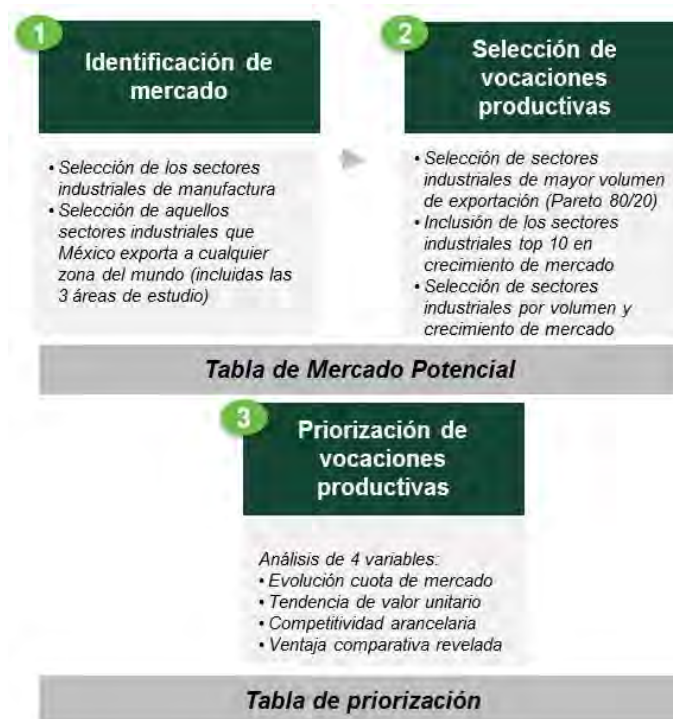 1
Identificación de
mercado
• Selección de los sectores
industriales de manufactura
• Selección de aquellos
sectores industriales que
México exporta a cualquier
zona del mundo (incluidas las
3 áreas de estudio)
2
Selección de
vocaciones
productivas
• Selección de sectores
industriales de mayor volumen
de exportación (Pareto 80/20)
• Inclusión de los sectores
industriales top 10 en
crecimiento de mercado
• Selección de sectores
industriales por volumen y
crecimiento de mercado
Tabla de Mercado Potencial
3
Priorización de
vocaciones
productivas
Análisis de 4 variables:
• Evolución cuota de mercado
• Tendencia de valor unitario
• Competitividad arancelaria
• Ventaja comparativa revelada
Tabla de priorización